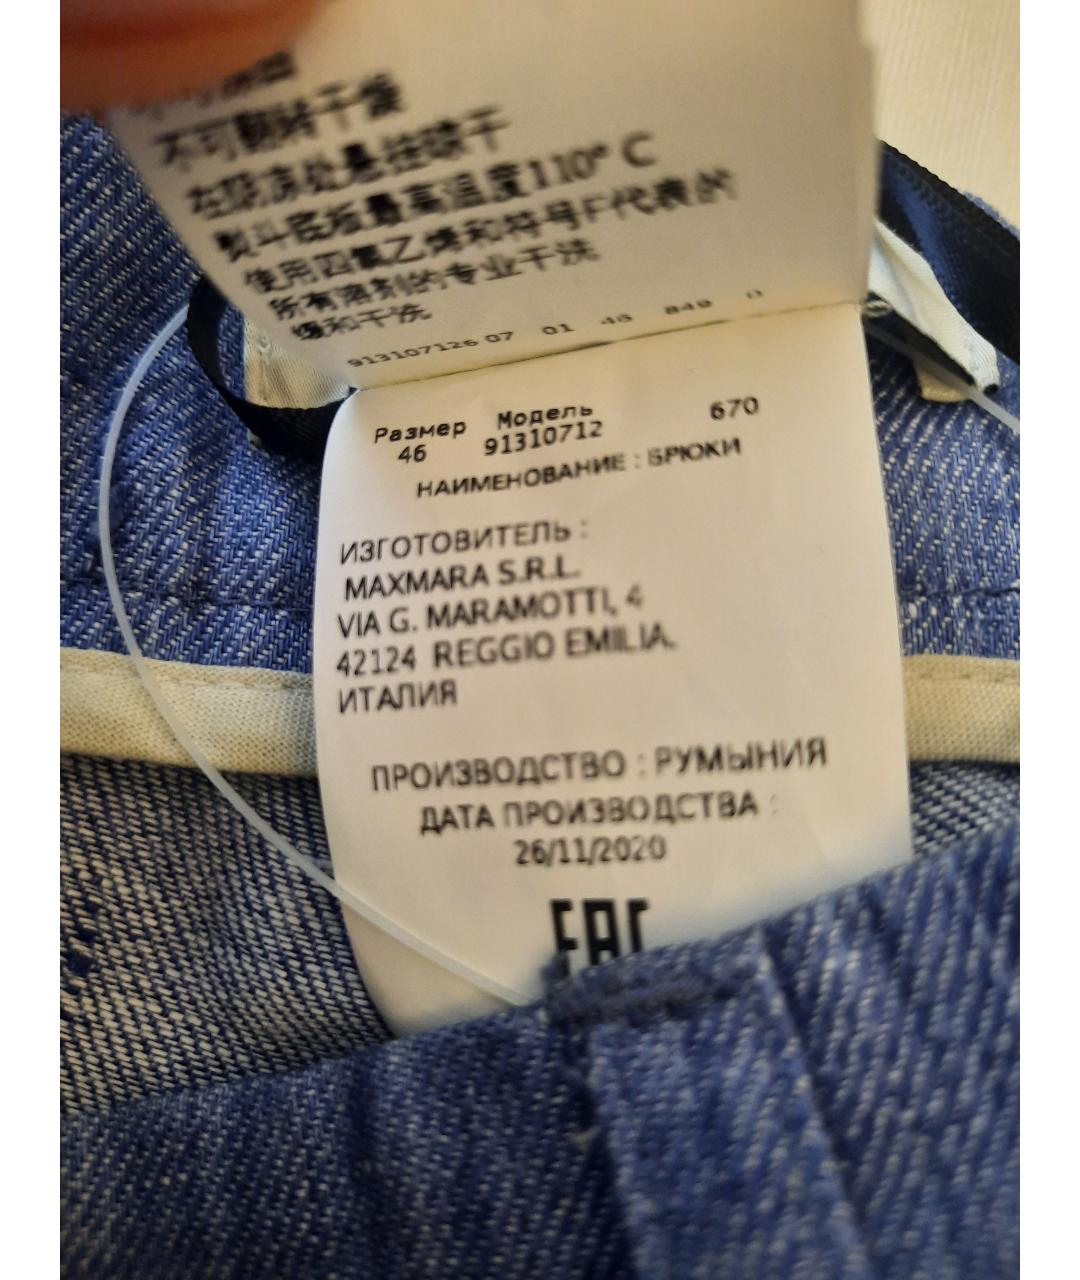 不可翻转干燥
在阴凉处悬挂晾干
熨斗底板最高温度110° C
使用四氯乙烯和符号F代表的
所有溶剂的专业干洗
缓和干洗
913107126 07 01 46 849 0
Размер Модель 670
46 91310712
НАИМЕНОВАНИЕ : БРЮКИ
ИЗГОТОВИТЕЛЬ :
MAXMARA S.R.L.
VIA G. MARAMOTTI, 4
42124 REGGIO EMILIA.
ИТАЛИЯ
ПРОИЗВОДСТВО : РУМЫНИЯ
ДАТА ПРОИЗВОДСТВА :
26/11/2020
EAC